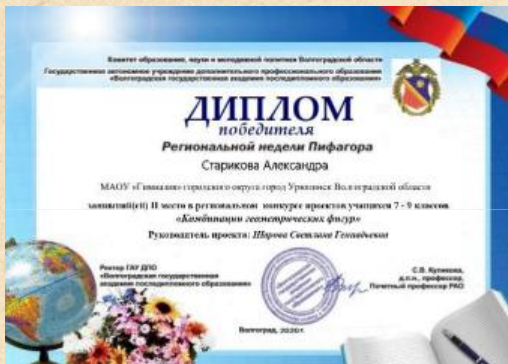 Комитет образования, науки и молодежной политики Волгоградской области
Государственное автономное учреждение дополнительного профессионального образования
«Волгоградская государственная академия последипломного образования»
ДИПЛОМ
победителя
Региональной недели Пифагора
Старикова Александра
МАОУ «Гимназия» городского округа город Урюпинск Волгоградской области
занявший(ей) II место в региональном конкурсе проектов учащихся 7 - 9 классов
«Комбинации геометрических фигур»
Руководитель проекта: Шарова Светлана Геннадьевна
Ректор ГАУ ДПО
«Волгоградская государственная
академия последипломного образования»
С.В. Куликова,
д.п.н., профессор,
Почетный профессор РАО
Волгоград, 2020 г.